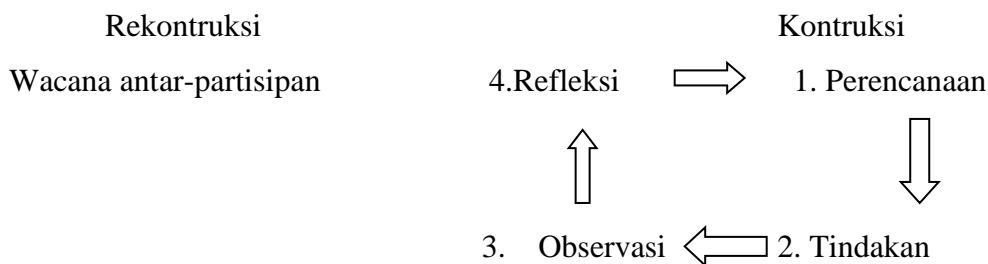 Rekontruksi Kontruksi
Wacana antar-partisipan 4.Refleksi 1. Perencanaan
3. Observasi 2. Tindakan